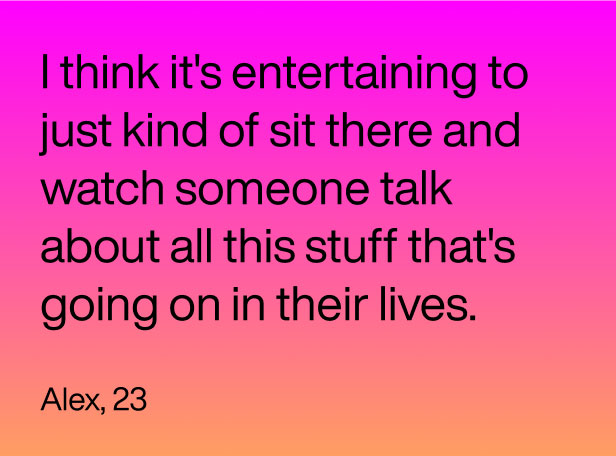 I think it's entertaining to
just kind of sit there and
watch someone talk
about all this stuff that's
going on in their lives.
Alex, 23